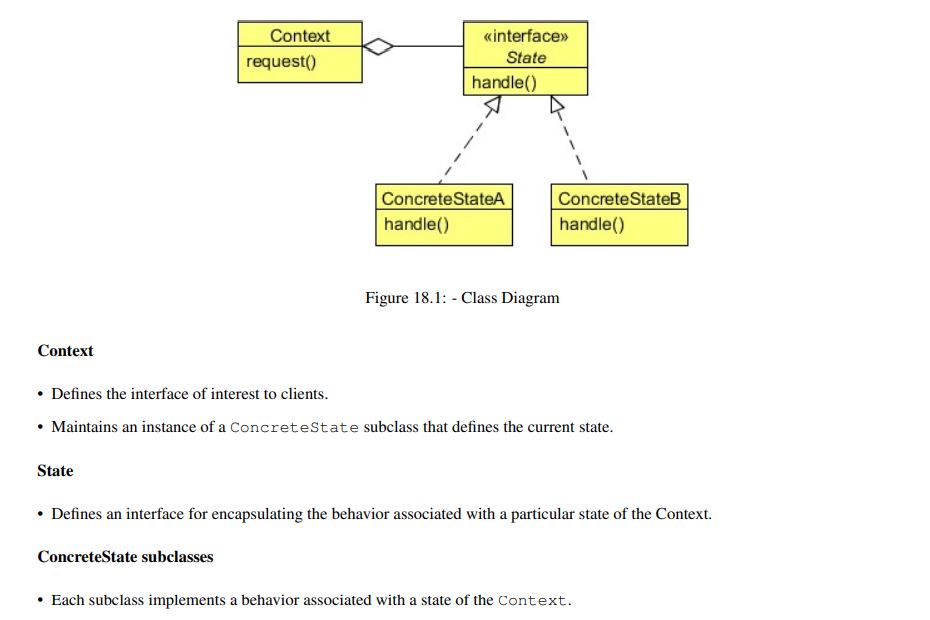 Context
request()
«interface»
State
handle()
ConcreteStateA
handle()
ConcreteStateB
handle()
Figure 18.1: - Class Diagram
Context
• Defines the interface of interest to clients.
• Maintains an instance of a ConcreteState subclass that defines the current state.
State
• Defines an interface for encapsulating the behavior associated with a particular state of the Context.
ConcreteState subclasses
• Each subclass implements a behavior associated with a state of the Context.